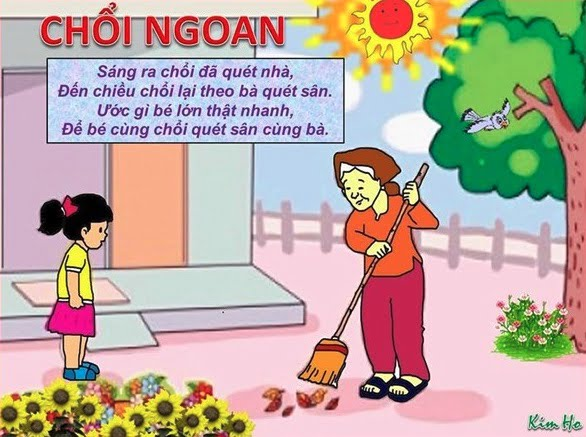 CHỔI NGOAN
Sáng ra chổi đã quét nhà,
Đến chiều chổi lại theo bà quét sân.
Ước gì bé lớn thật nhanh,
Để bé cùng chổi quét sân cùng bà.
Kim Ho